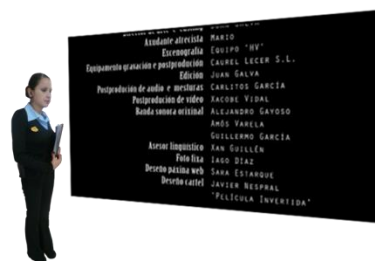 Axudante atrecista MARIO
Escenografía EQUIPO 'HV'
Equipamento gravación e postprodución CAUREL LECER S.L.
Edición JUAN GALVA
Postprodución de audio e mesturas CARLITOS GARCÍA
Postprodución de vídeo XACOBE VIDAL
Banda sonora orixinal ALEJANDRO GAYOSO
AMÓS VARELA
GUILLERMO GARCÍA
Asesor lingüístico XAN GUILLÉN
Foto fixa IAGO DÍAZ
Deseño páxina web SARA ESTARQUE
Deseño cartel JAVIER NESPRAL
'PELÍCULA INVERTIDA'